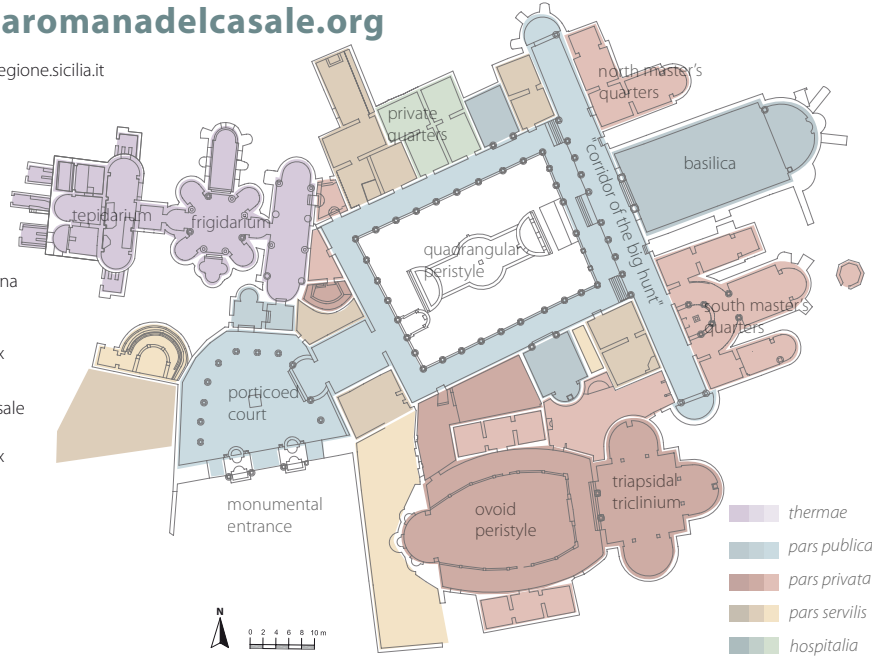 aromanadelcasale.org
egione.sicilia.it
na
x
sale
x
north master's
quarters
private
quarters
basilica
"corridor of the big hunt"
tepidarium
frigidarium
quadrangular
peristyle
south master's
quarters
porticoed
court
monumental
entrance
ovoid
peristyle
triapsidal
triclinium
thermae
pars publica
pars privata
pars servilis
hospitalia
N
0 2 4 6 8 10 m